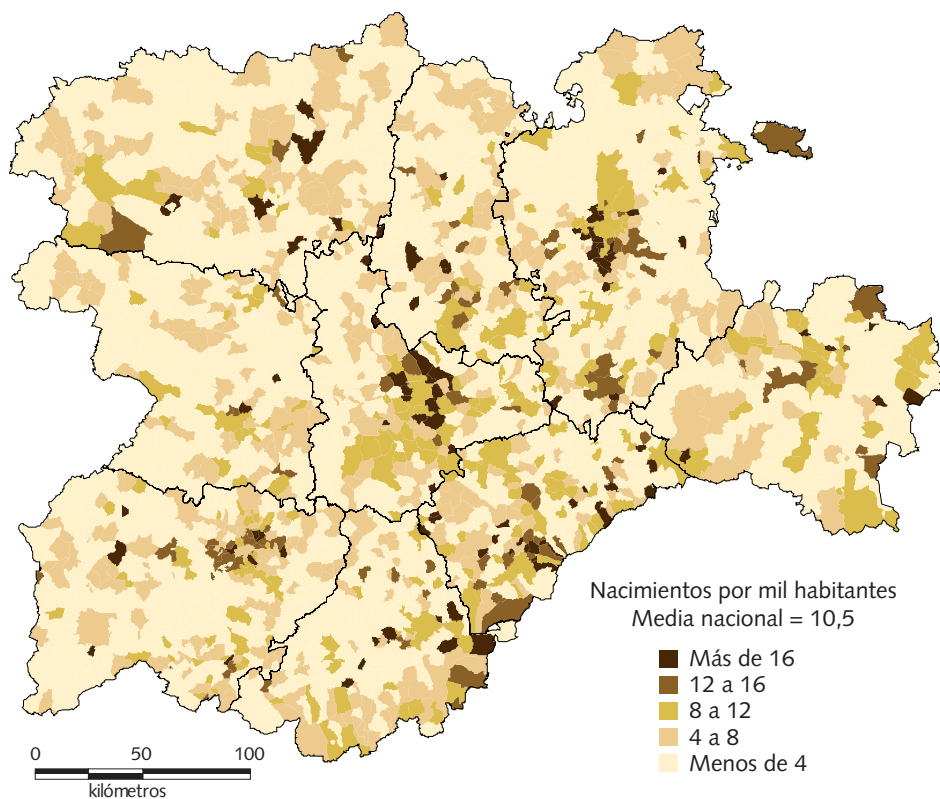 Nacimientos por mil habitantes
Media nacional = 10,5
Más de 16
12 a 16
8 a 12
4 a 8
Menos de 4
0 50 100
kilómetros